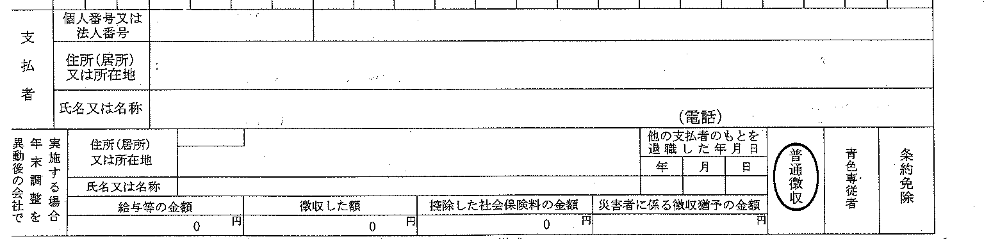 支払者
個人番号又は
法人番号
住所(居所)
又は所在地
氏名又は名称
(電話)
異動後の会社で
年末調整を
実施する場合
住所(居所)
又は所在地
他の支払者のもとを
退職した年月日
年 月 日
氏名又は名称
給与等の金額 徴収した額 控除した社会保険料の金額 災害者に係る徴収猶予の金額
0 円 0 円 0 円 円
普通徴収
青色専従者
条約免除